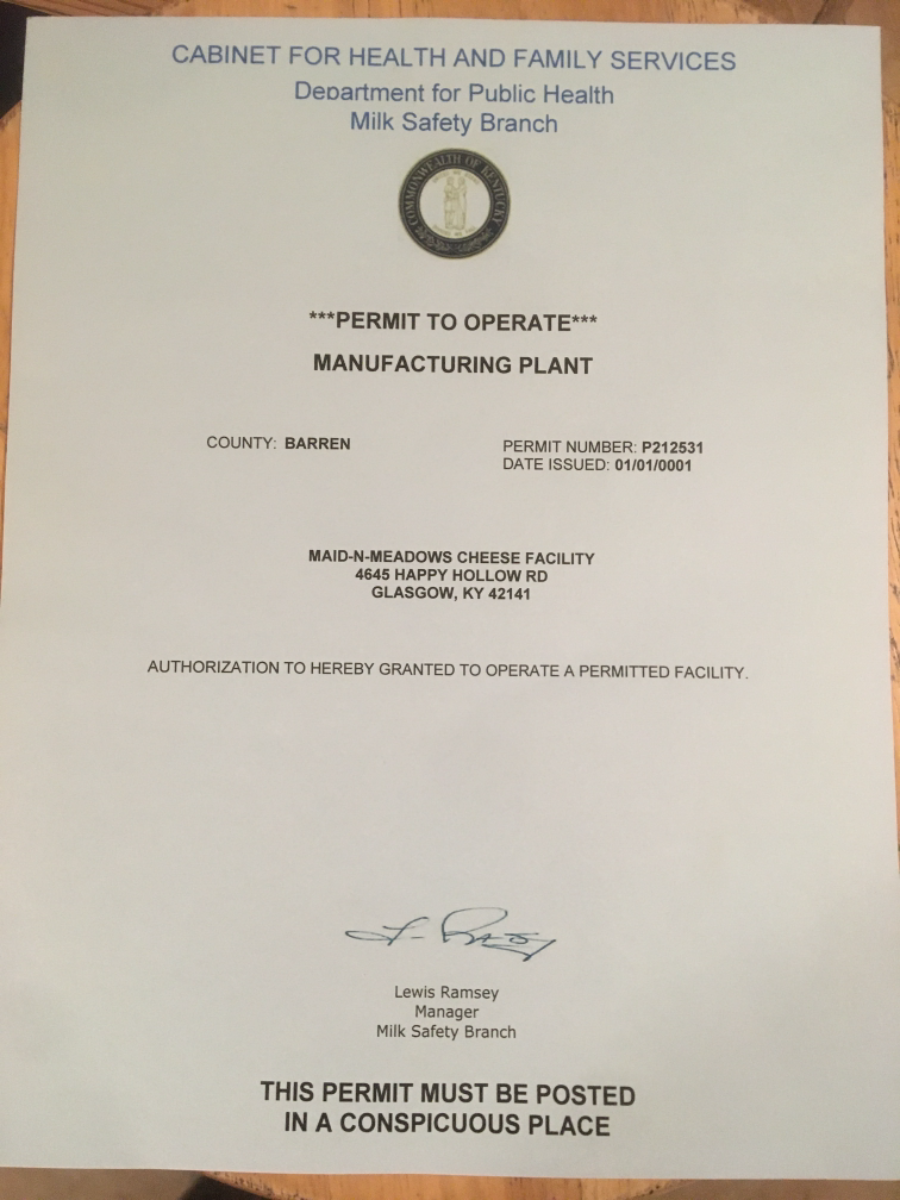 CABINET FOR HEALTH AND FAMILY SERVICES
Department for Public Health
Milk Safety Branch
COMMONWEALTH OF KENTUCKY
***PERMIT TO OPERATE***
MANUFACTURING PLANT
COUNTY: BARREN
PERMIT NUMBER: P212531
DATE ISSUED: 01/01/0001
MAID-N-MEADOWS CHEESE FACILITY
4645 HAPPY HOLLOW RD
GLASGOW, KY 42141
AUTHORIZATION TO HEREBY GRANTED TO OPERATE A PERMITTED FACILITY.
Lewis Ramsey
Manager
Milk Safety Branch
THIS PERMIT MUST BE POSTED
IN A CONSPICUOUS PLACE